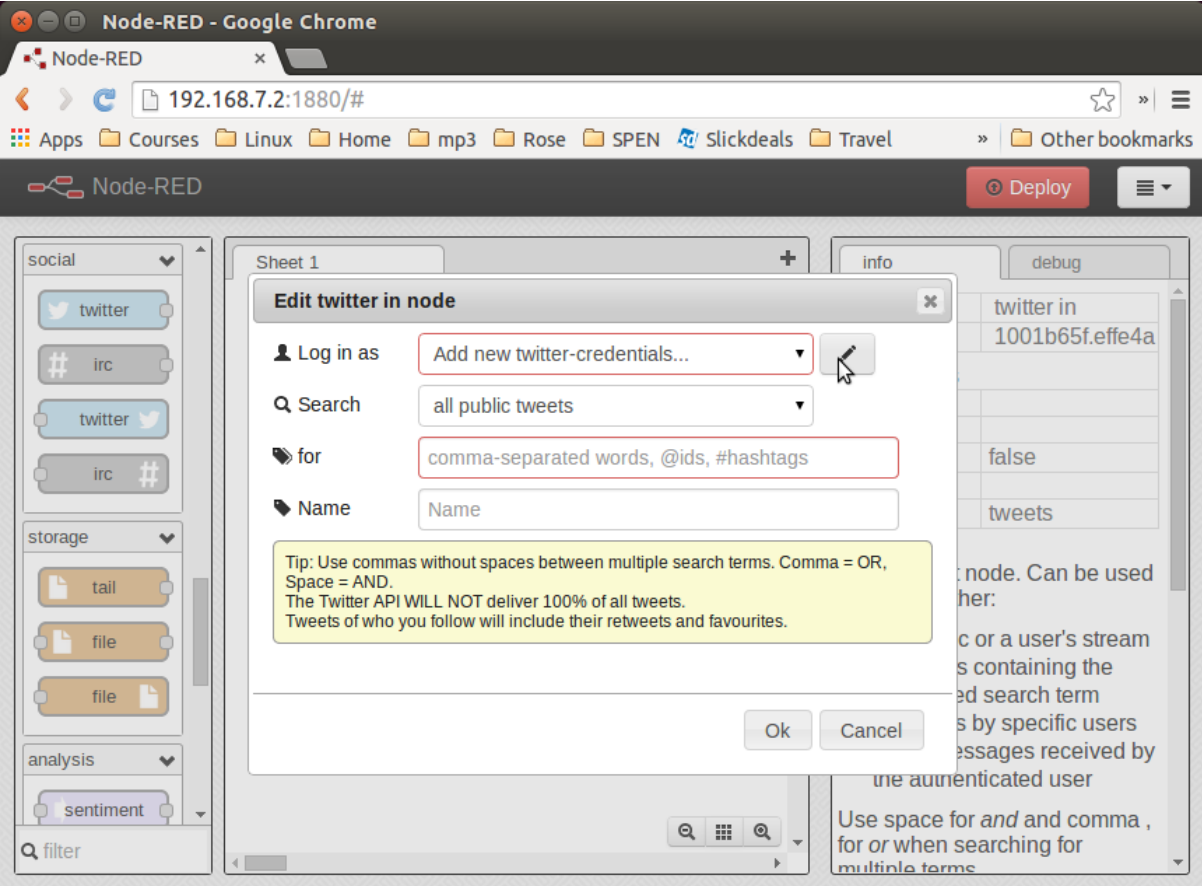 Node-RED - Google Chrome
Node-RED
192.168.7.2:1880/#
Apps Courses Linux Home mp3 Rose SPEN Slickdeals Travel » Other bookmarks
Node-RED
Deploy
social
twitter
# irc
twitter
irc #
storage
tail
file
file
analysis
sentiment
filter
Sheet 1
Edit twitter in node
Log in as Add new twitter-credentials...
Search all public tweets
for comma-separated words, @ids, #hashtags
Name Name
Tip: Use commas without spaces between multiple search terms. Comma = OR,
Space = AND.
The Twitter API WILL NOT deliver 100% of all tweets.
Tweets of who you follow will include their retweets and favourites.
Ok Cancel
info debug
twitter in
1001b65f.effe4a
false
tweets
node. Can be used
her:
c or a user's stream
s containing the
ed search term
s by specific users
essages received by
the authenticated user
Use space for and and comma ,
for or when searching for
multiple terms